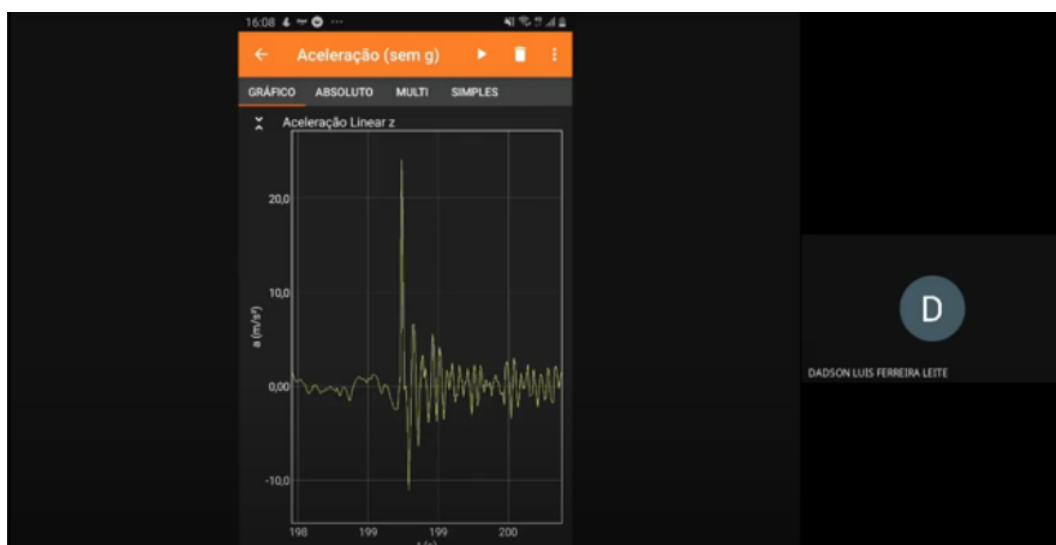 16:08
Aceleração (sem g)
GRÁFICO ABSOLUTO MULTI SIMPLES
Aceleração Linear z
20,0
10,0
a (m/s²)
0,00
-10,0
198 199 199 200
t (s)
D
DADSON LUIS FERREIRA LEITE